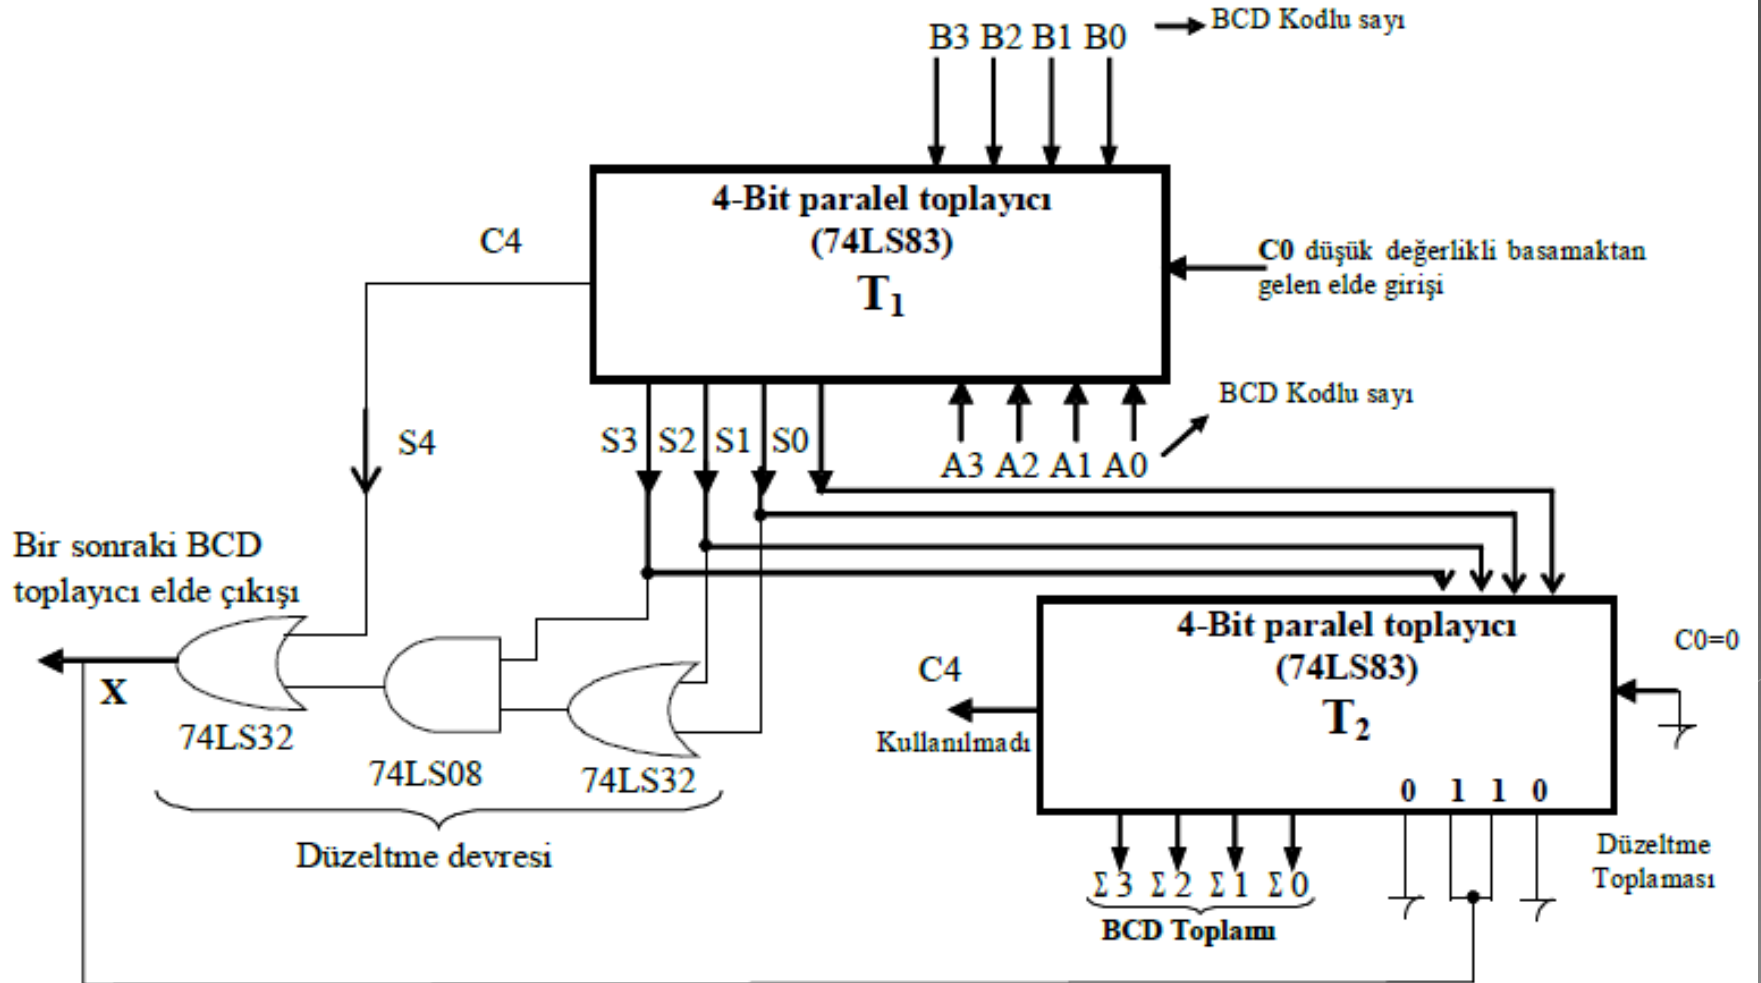 B3 B2 B1 B0
BCD Kodlu sayı
4-Bit paralel toplayıcı
(74LS83)
T1
C4
C0 düşük değerlikli basamaktan
gelen elde girişi
S4
S3 S2 S1 S0
A3 A2 A1 A0
BCD Kodlu sayı
Bir sonraki BCD
toplayıcı elde çıkışı
X
74LS32
74LS08
74LS32
Düzeltme devresi
4-Bit paralel toplayıcı
(74LS83)
T2
C0=0
C4
Kullanılmadı
0 1 1 0
Düzeltme
Toplaması
Σ3 Σ2 Σ1 Σ0
BCD Toplamı